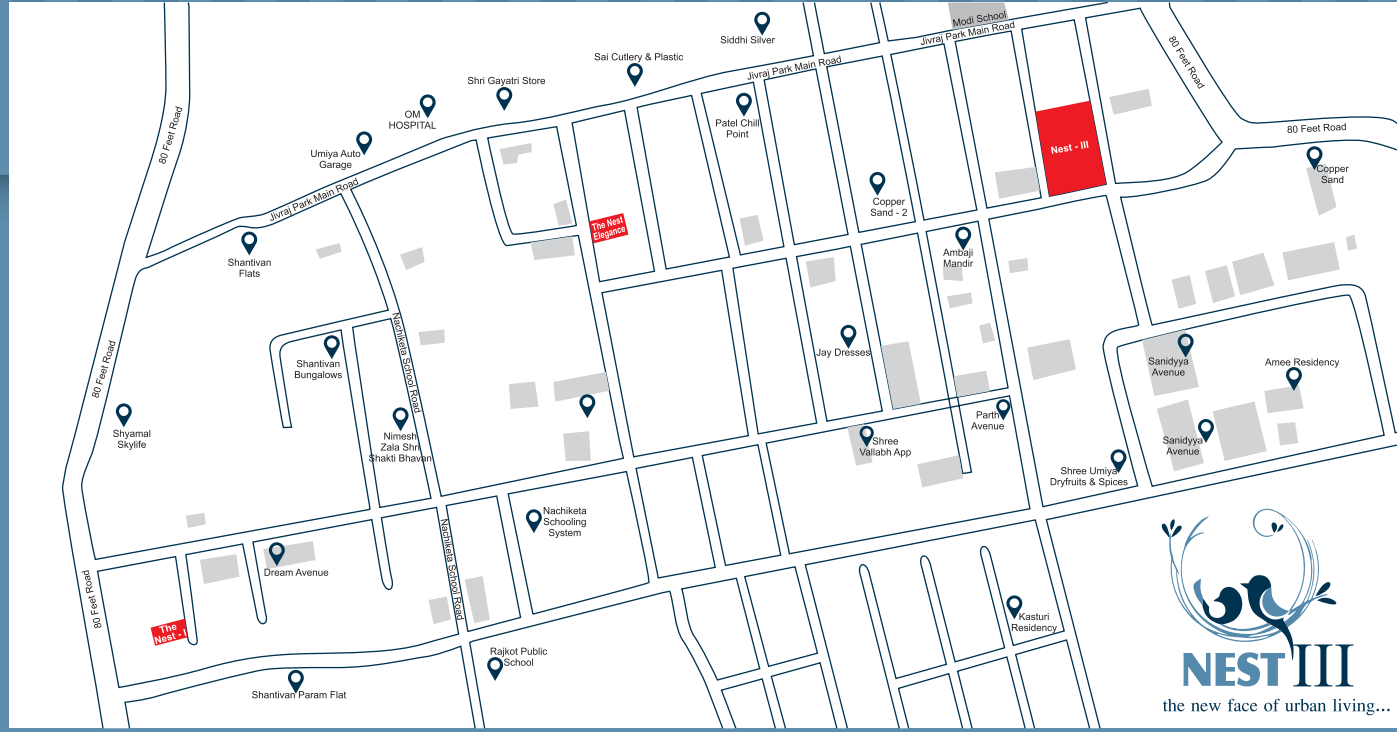 Modi School
Jivraj Park Main Road
Siddhi Silver
80 Feet Road
Sai Cutlery & Plastic
Jivraj Park Main Road
Shri Gayatri Store
Patel Chill
Point
OM
HOSPITAL
80 Feet Road
80 Feet Road
Umiya Auto
Garage
Nest - III
Copper
Sand
Jivraj Park Main Road
Copper
Sand - 2
The Nest
Elegance
Shantivan
Flats
Ambaji
Mandir
Nachiketa School Road
Jay Dresses
80 Feet Road
Shantivan
Bungalows
Sanidyya
Avenue
Amee Residency
Shyamal
Skylife
Nimesh
Zala Shri
Shakti Bhavan
Parth
Avenue
Shree
Vallabh App
Sanidyya
Avenue
Shree Umiya
Dryfruits & Spices
Nachiketa
Schooling
System
Nachiketa School Road
Dream Avenue
80 Feet Road
The
Nest - I
Kasturi
Residency
Rajkot Public
School
Shantivan Param Flat
NEST III
the new face of urban living...